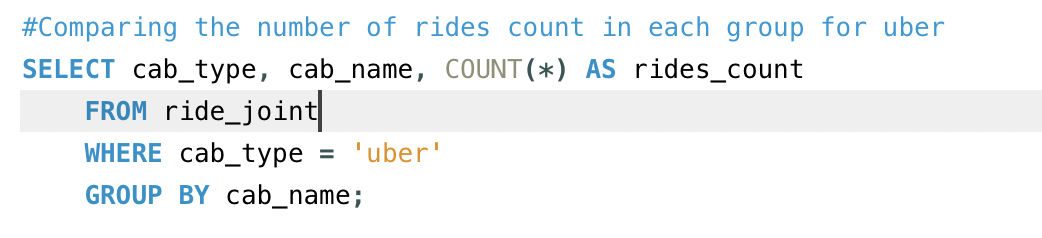 #Comparing the number of rides count in each group for uber
SELECT cab_type, cab_name, COUNT(*) AS rides_count
    FROM ride_joint
    WHERE cab_type = 'uber'
    GROUP BY cab_name;